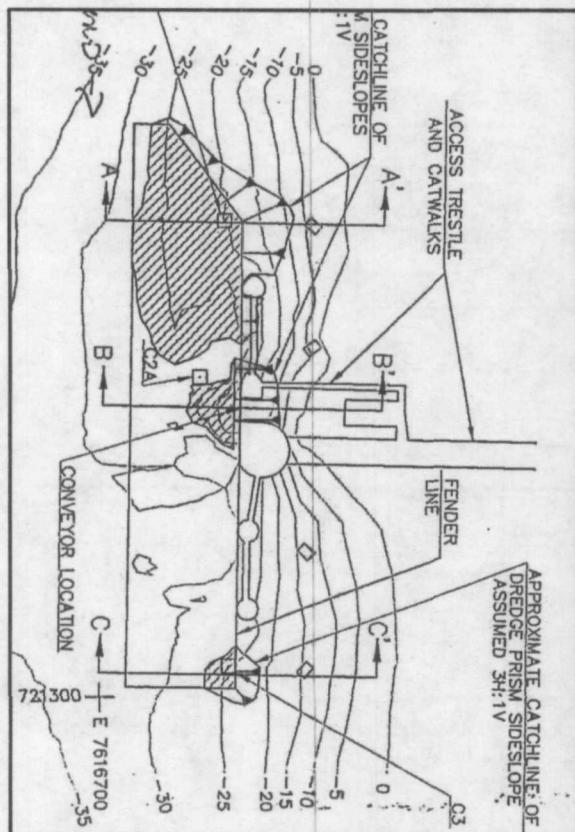 CATCHLINE OF
M SIDESLOPES
:1V
ACCESS TRESTLE
AND CATWALKS
0
-5
-10
-15
-20
-25
-30
-35
A
A'
B
B'
C2A
CONVEYOR LOCATION
FENDER
LINE
APPROXIMATE CATCHLINE OF
DREDGE PRISM SIDESLOPE
ASSUMED 3H:1V
C
C'
C3
721300
E 7616700
0
-5
-10
-15
-20
-25
-30
-35